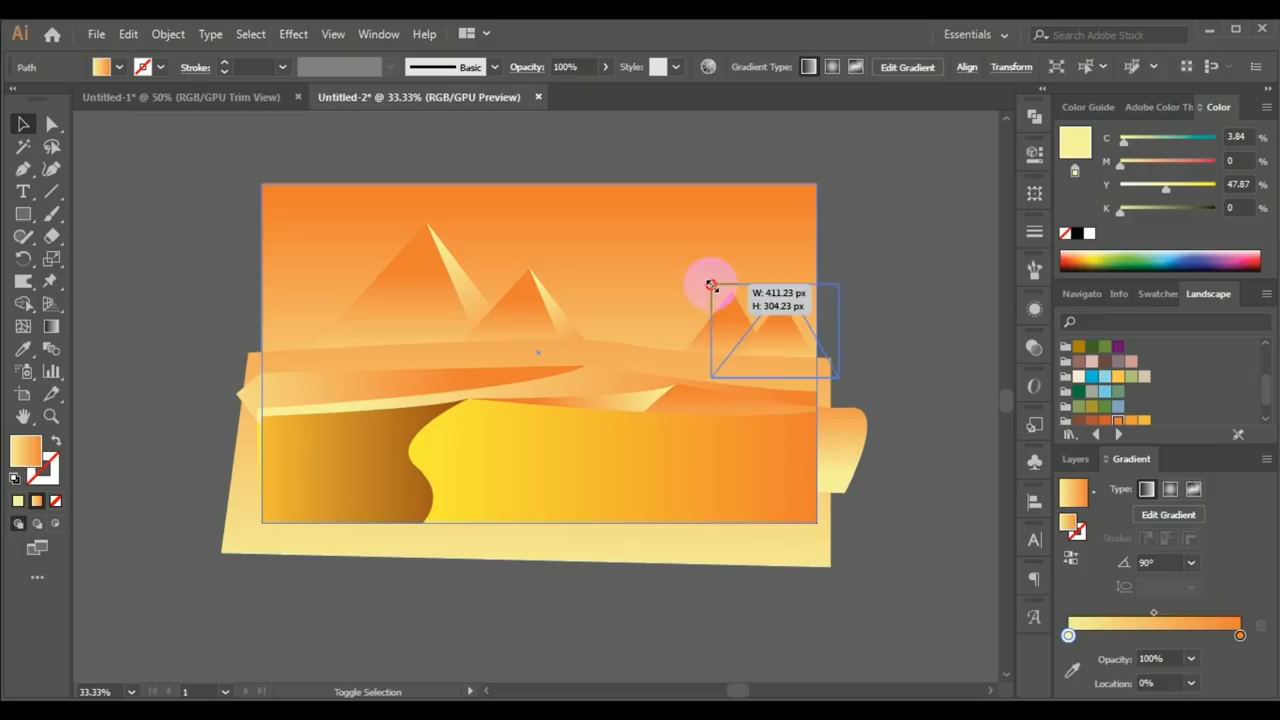 Ai File Edit Object Type Select Effect View Window Help Essentials Search Adobe Stock
Path Stroke: Basic Opacity: 100% Style: Gradient Type: Edit Gradient Align Transform
Untitled-1* @ 50% (RGB/GPU Trim View) × Untitled-2* @ 33.33% (RGB/GPU Preview) ×
Color Guide Adobe Color Th Color
C 3.84 %
M 0 %
Y 47.87 %
K 0 %
W: 411.23 px
H: 304.23 px
Navigato Info Swatches Landscape
Layers Gradient
Type:
Edit Gradient
Stroke:
90°
Opacity: 100%
Location: 0%
33.33% 1 Toggle Selection